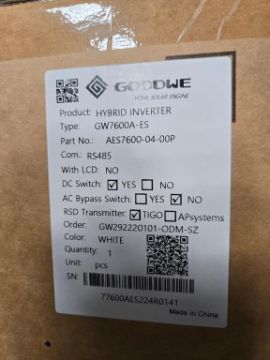 GOODWE
YOUR SOLAR ENGINE
Product: HYBRID INVERTER
Type: GW7600A-ES
Part No.: AES7600-04-00P
Com.: RS485
With LCD: NO
DC Switch: ☑ YES ☐ NO
AC Bypass Switch: ☐ YES ☑ NO
RSD Transmitter: ☑ TIGO ☐ APsystems
Order: GW292220101-ODM-SZ
Color: WHITE
Quantity: 1
Unit: pcs
SN:
77600AES224R0141
Made in China